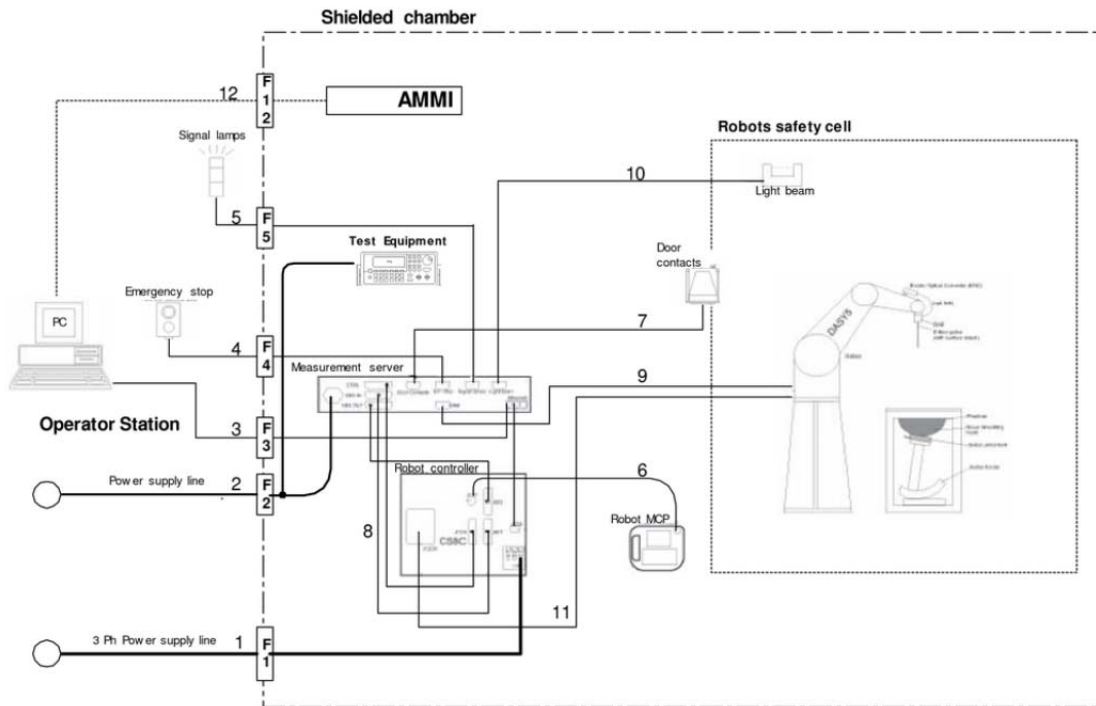 Shielded chamber
F
1
2
12
AMMI
Signal lamps
Robots safety cell
10
Light beam
5
F
5
Test Equipment
Door
contacts
Emergency stop
PC
DASY5
7
4
F
4
Measurement server
9
Operator Station
3
F
3
Robot controller
Power supply line
2
F
2
6
Robot MCP
8
CS8C
11
3 Ph Power supply line
1
F
1